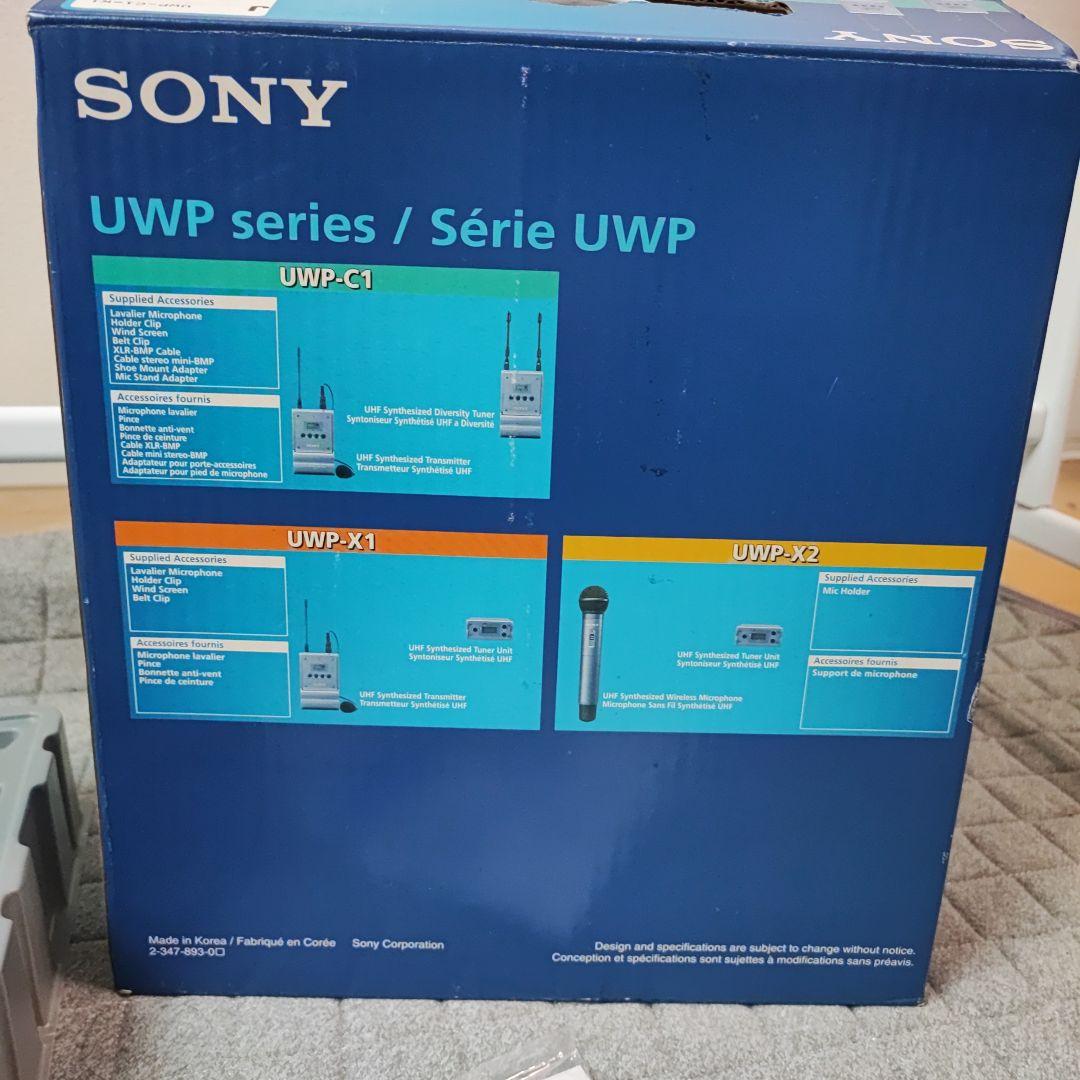 UWP-C1-K1
SONY
SONY
UWP series / Série UWP
UWP-C1
Supplied Accessories
Lavalier Microphone
Holder Clip
Wind Screen
Belt Clip
XLR-BMP Cable
Cable stereo mini-BMP
Shoe Mount Adapter
Mic Stand Adapter
Accessoires fournis
Microphone lavalier
Pince
Bonnette anti-vent
Pince de ceinture
Cable XLR-BMP
Cable mini stereo-BMP
Adaptateur pour porte-accessoires
Adaptateur pour pied de microphone
UHF Synthesized Diversity Tuner
Syntoniseur Synthétisé UHF a Diversité
UHF Synthesized Transmitter
Transmetteur Synthétisé UHF
UWP-X1
Supplied Accessories
Lavalier Microphone
Holder Clip
Wind Screen
Belt Clip
Accessoires fournis
Microphone lavalier
Pince
Bonnette anti-vent
Pince de ceinture
UHF Synthesized Tuner Unit
Syntoniseur Synthétisé UHF
UHF Synthesized Transmitter
Transmetteur Synthétisé UHF
UWP-X2
Supplied Accessories
Mic Holder
UHF Synthesized Tuner Unit
Syntoniseur Synthétisé UHF
Accessoires fournis
Support de microphone
UHF Synthesized Wireless Microphone
Microphone Sans Fil Synthétisé UHF
Made in Korea / Fabriqué en Corée Sony Corporation
2-347-893-0□
Design and specifications are subject to change without notice.
Conception et spécifications sont sujettes à modifications sans préavis.